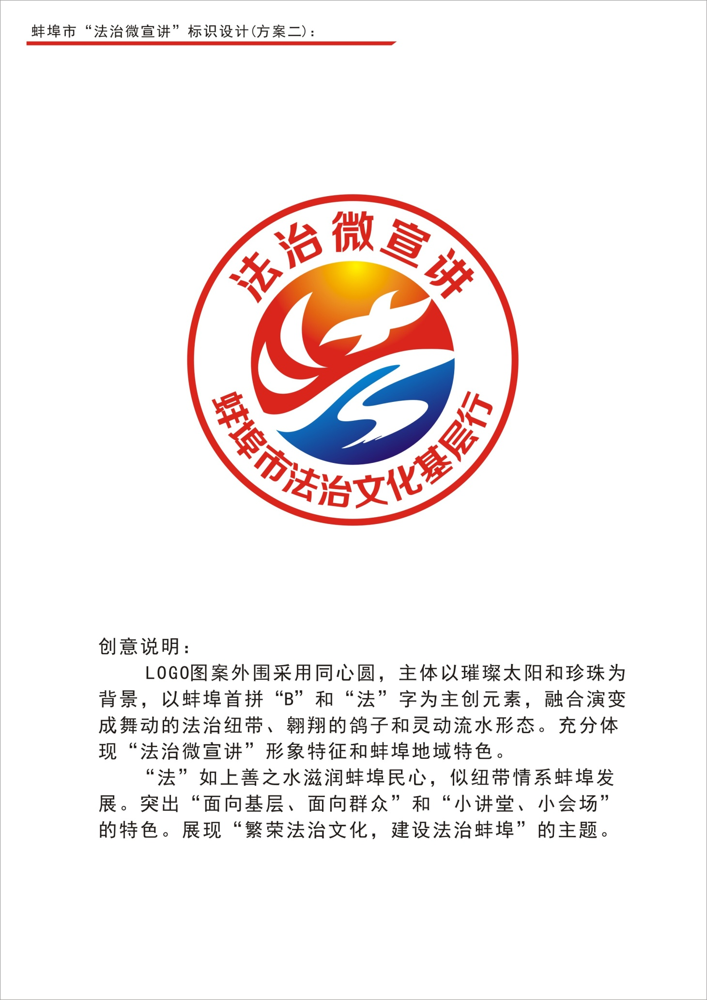 蚌埠市“法治微宣讲”标识设计(方案二)：
法治微宣讲
蚌埠市法治文化基层行
创意说明：
LOGO图案外围采用同心圆，主体以璀璨太阳和珍珠为
背景，以蚌埠首拼“B”和“法”字为主创元素，融合演变
成舞动的法治纽带、翱翔的鸽子和灵动流水形态。充分体
现“法治微宣讲”形象特征和蚌埠地域特色。
“法”如上善之水滋润蚌埠民心，似纽带情系蚌埠发
展。突出“面向基层、面向群众”和“小讲堂、小会场”
的特色。展现“繁荣法治文化，建设法治蚌埠”的主题。